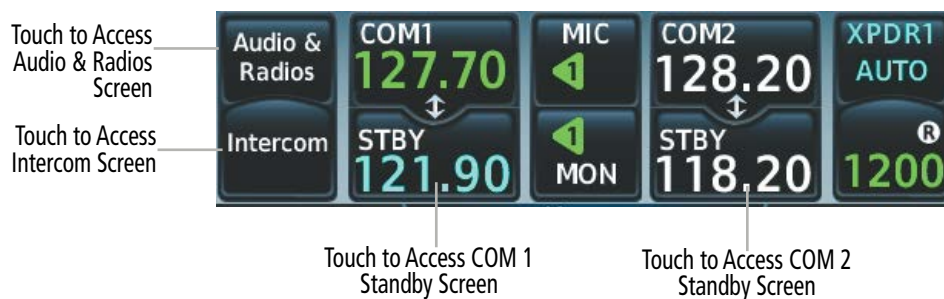 Touch to Access
Audio & Radios
Screen
Touch to Access
Intercom Screen
Audio &
Radios
Intercom
COM1
127.70
STBY
121.90
MIC
1
1
MON
COM2
128.20
STBY
118.20
XPDR1
AUTO
R
1200
Touch to Access COM 1
Standby Screen
Touch to Access COM 2
Standby Screen